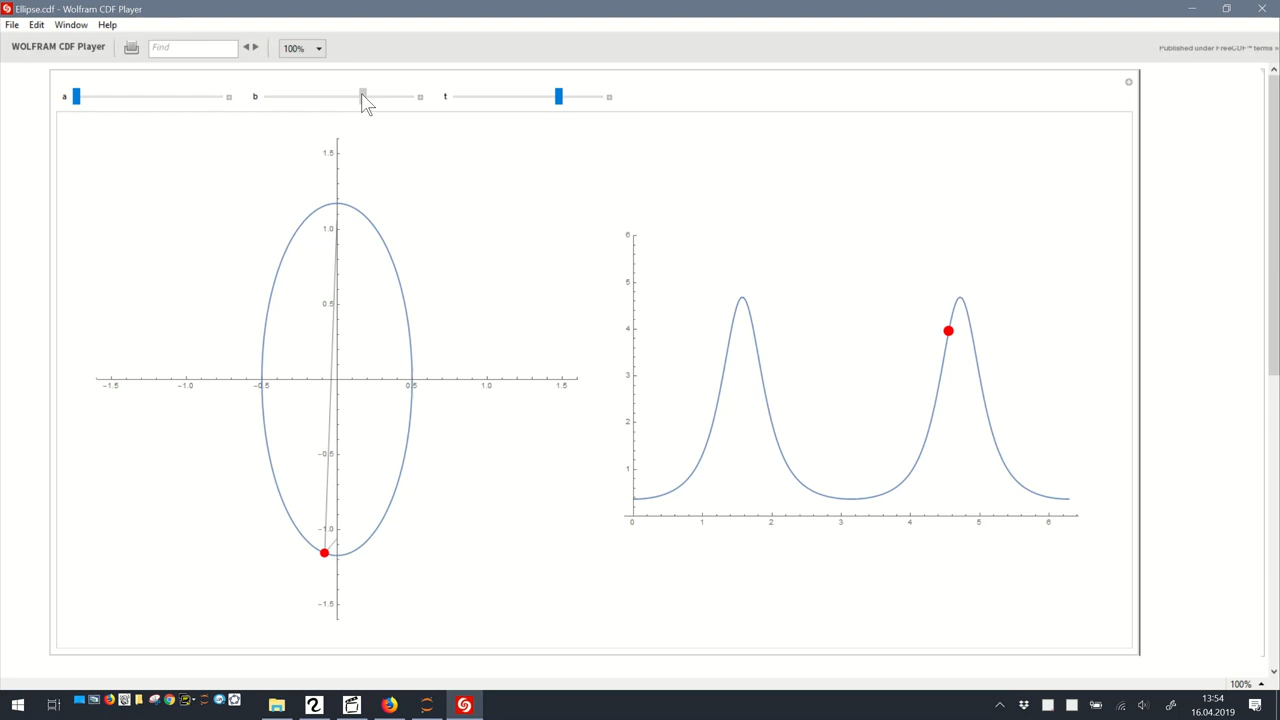 Ellipse.cdf - Wolfram CDF Player
File Edit Window Help
WOLFRAM CDF Player Find 100% Published under FreeCDF™ terms »
a b t
1.5
1.0
0.5
-1.5 -1.0 -0.5 0.5 1.0 1.5
-0.5
-1.0
-1.5
6
5
4
3
2
1
0 1 2 3 4 5 6
100%
13:54
16.04.2019